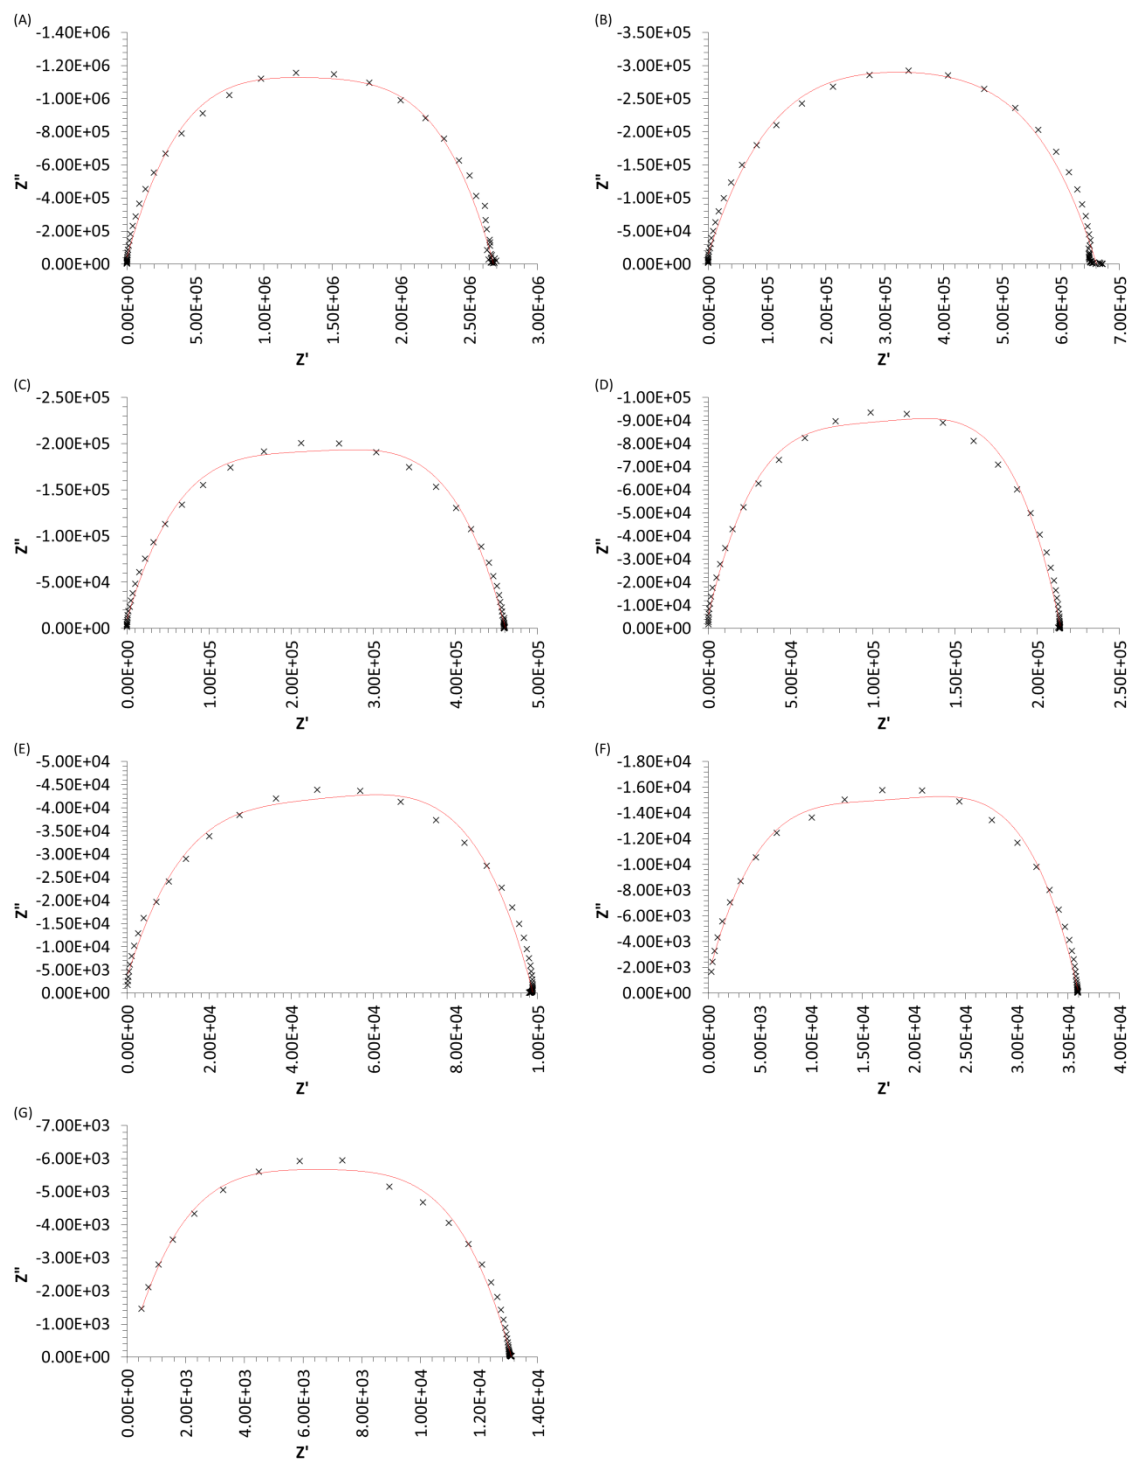 (A)
-1.40E+06
-1.20E+06
-1.00E+06
-8.00E+05
-6.00E+05
-4.00E+05
-2.00E+05
0.00E+00
Z"
0.00E+00
5.00E+05
1.00E+06
1.50E+06
2.00E+06
2.50E+06
3.00E+06
Z'
(B)
-3.50E+05
-3.00E+05
-2.50E+05
-2.00E+05
-1.50E+05
-1.00E+05
-5.00E+04
0.00E+00
Z"
0.00E+00
1.00E+05
2.00E+05
3.00E+05
4.00E+05
5.00E+05
6.00E+05
7.00E+05
Z'
(C)
-2.50E+05
-2.00E+05
-1.50E+05
-1.00E+05
-5.00E+04
0.00E+00
Z"
0.00E+00
1.00E+05
2.00E+05
3.00E+05
4.00E+05
5.00E+05
Z'
(D)
-1.00E+05
-9.00E+04
-8.00E+04
-7.00E+04
-6.00E+04
-5.00E+04
-4.00E+04
-3.00E+04
-2.00E+04
-1.00E+04
0.00E+00
Z"
0.00E+00
5.00E+04
1.00E+05
1.50E+05
2.00E+05
2.50E+05
Z'
(E)
-5.00E+04
-4.50E+04
-4.00E+04
-3.50E+04
-3.00E+04
-2.50E+04
-2.00E+04
-1.50E+04
-1.00E+04
-5.00E+03
0.00E+00
Z"
0.00E+00
2.00E+04
4.00E+04
6.00E+04
8.00E+04
1.00E+05
Z'
(F)
-1.80E+04
-1.60E+04
-1.40E+04
-1.20E+04
-1.00E+04
-8.00E+03
-6.00E+03
-4.00E+03
-2.00E+03
0.00E+00
Z"
0.00E+00
5.00E+03
1.00E+04
1.50E+04
2.00E+04
2.50E+04
3.00E+04
3.50E+04
4.00E+04
Z'
(G)
-7.00E+03
-6.00E+03
-5.00E+03
-4.00E+03
-3.00E+03
-2.00E+03
-1.00E+03
0.00E+00
Z"
0.00E+00
2.00E+03
4.00E+03
6.00E+03
8.00E+03
1.00E+04
1.20E+04
1.40E+04
Z'